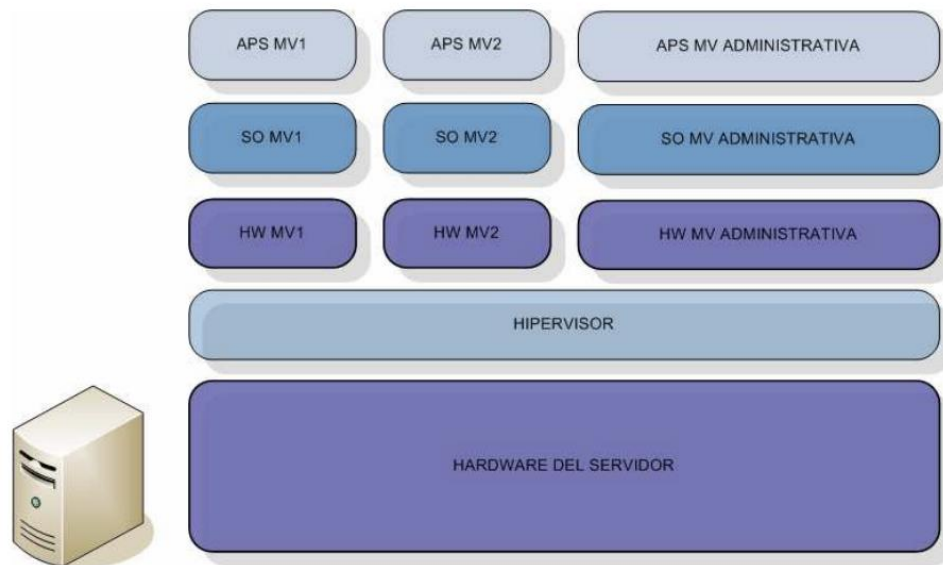 APS MV1
APS MV2
APS MV ADMINISTRATIVA
SO MV1
SO MV2
SO MV ADMINISTRATIVA
HW MV1
HW MV2
HW MV ADMINISTRATIVA
HIPERVISOR
HARDWARE DEL SERVIDOR